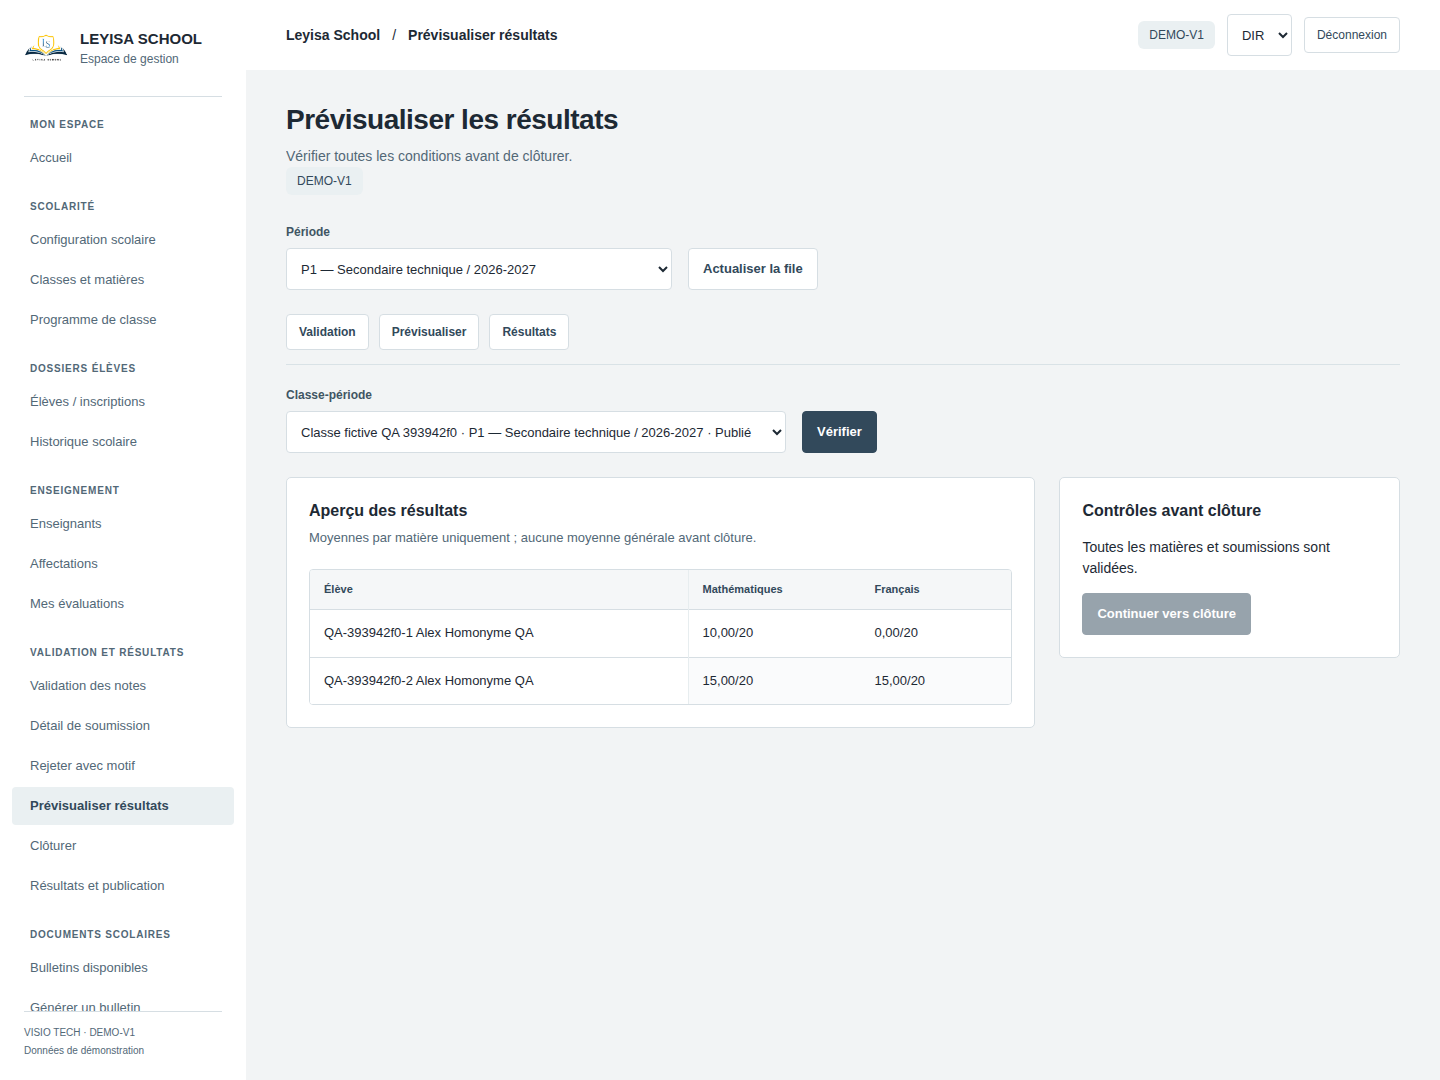 LEYISA SCHOOL
Espace de gestion
Leyisa School / Prévisualiser résultats
DEMO-V1
DIR
Déconnexion
MON ESPACE
Accueil
SCOLARITÉ
Configuration scolaire
Classes et matières
Programme de classe
DOSSIERS ÉLÈVES
Élèves / inscriptions
Historique scolaire
ENSEIGNEMENT
Enseignants
Affectations
Mes évaluations
VALIDATION ET RÉSULTATS
Validation des notes
Détail de soumission
Rejeter avec motif
Prévisualiser résultats
Clôturer
Résultats et publication
DOCUMENTS SCOLAIRES
Bulletins disponibles
Générer un bulletin
VISIO TECH · DEMO-V1
Données de démonstration
Prévisualiser les résultats
Vérifier toutes les conditions avant de clôturer.
DEMO-V1
Période
P1 — Secondaire technique / 2026-2027
Actualiser la file
Validation
Prévisualiser
Résultats
Classe-période
Classe fictive QA 393942f0 · P1 — Secondaire technique / 2026-2027 · Publié
Vérifier
Aperçu des résultats
Moyennes par matière uniquement ; aucune moyenne générale avant clôture.
Élève Mathématiques Français
QA-393942f0-1 Alex Homonyme QA 10,00/20 0,00/20
QA-393942f0-2 Alex Homonyme QA 15,00/20 15,00/20
Contrôles avant clôture
Toutes les matières et soumissions sont
validées.
Continuer vers clôture